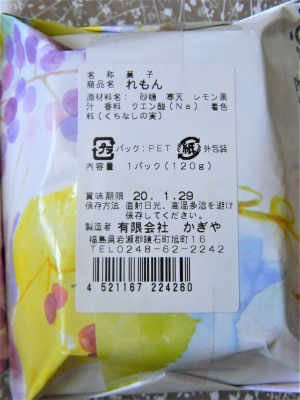 名 称 菓 子
商品名 れもん
原材料名: 砂糖 寒天 レモン果
汁 香料 クエン酸(Na) 着色
料(くちなしの実)
プラ パック:PET 紙 外包装
内容量 1パック(120g)
賞味期限 20. 1.29
保存方法 直射日光、高温多湿を避け
保存してください。
製造者 有限会社 かぎや
福島県岩瀬郡鏡石町旭町16
TEL0248-62-2242
4 521167 224260